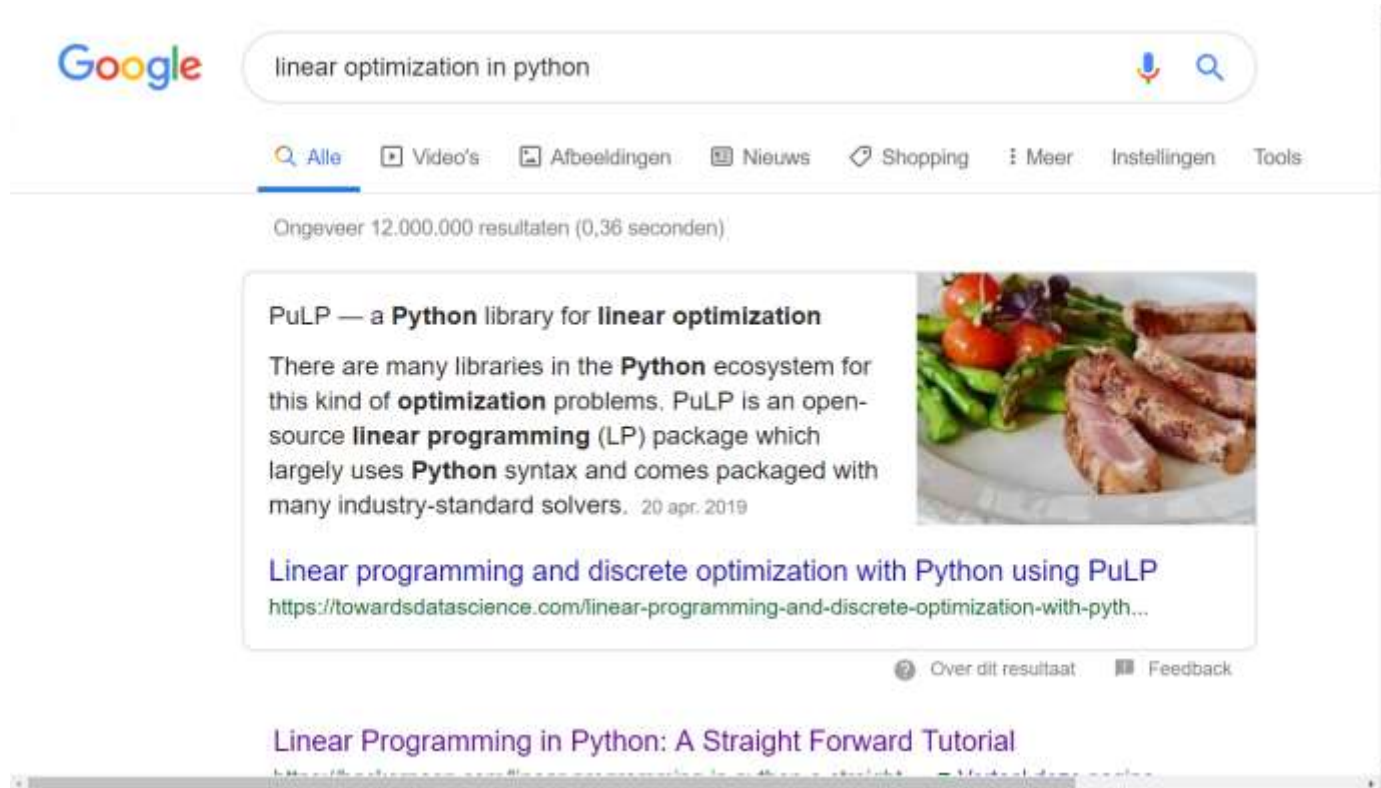 Google
linear optimization in python
Alle Video's Afbeeldingen Nieuws Shopping Meer Instellingen Tools
Ongeveer 12.000.000 resultaten (0,36 seconden)
PuLP — a Python library for linear optimization
There are many libraries in the Python ecosystem for
this kind of optimization problems. PuLP is an open-
source linear programming (LP) package which
largely uses Python syntax and comes packaged with
many industry-standard solvers. 20 apr. 2019
Linear programming and discrete optimization with Python using PuLP
https://towardsdatascience.com/linear-programming-and-discrete-optimization-with-pyth...
Over dit resultaat Feedback
Linear Programming in Python: A Straight Forward Tutorial